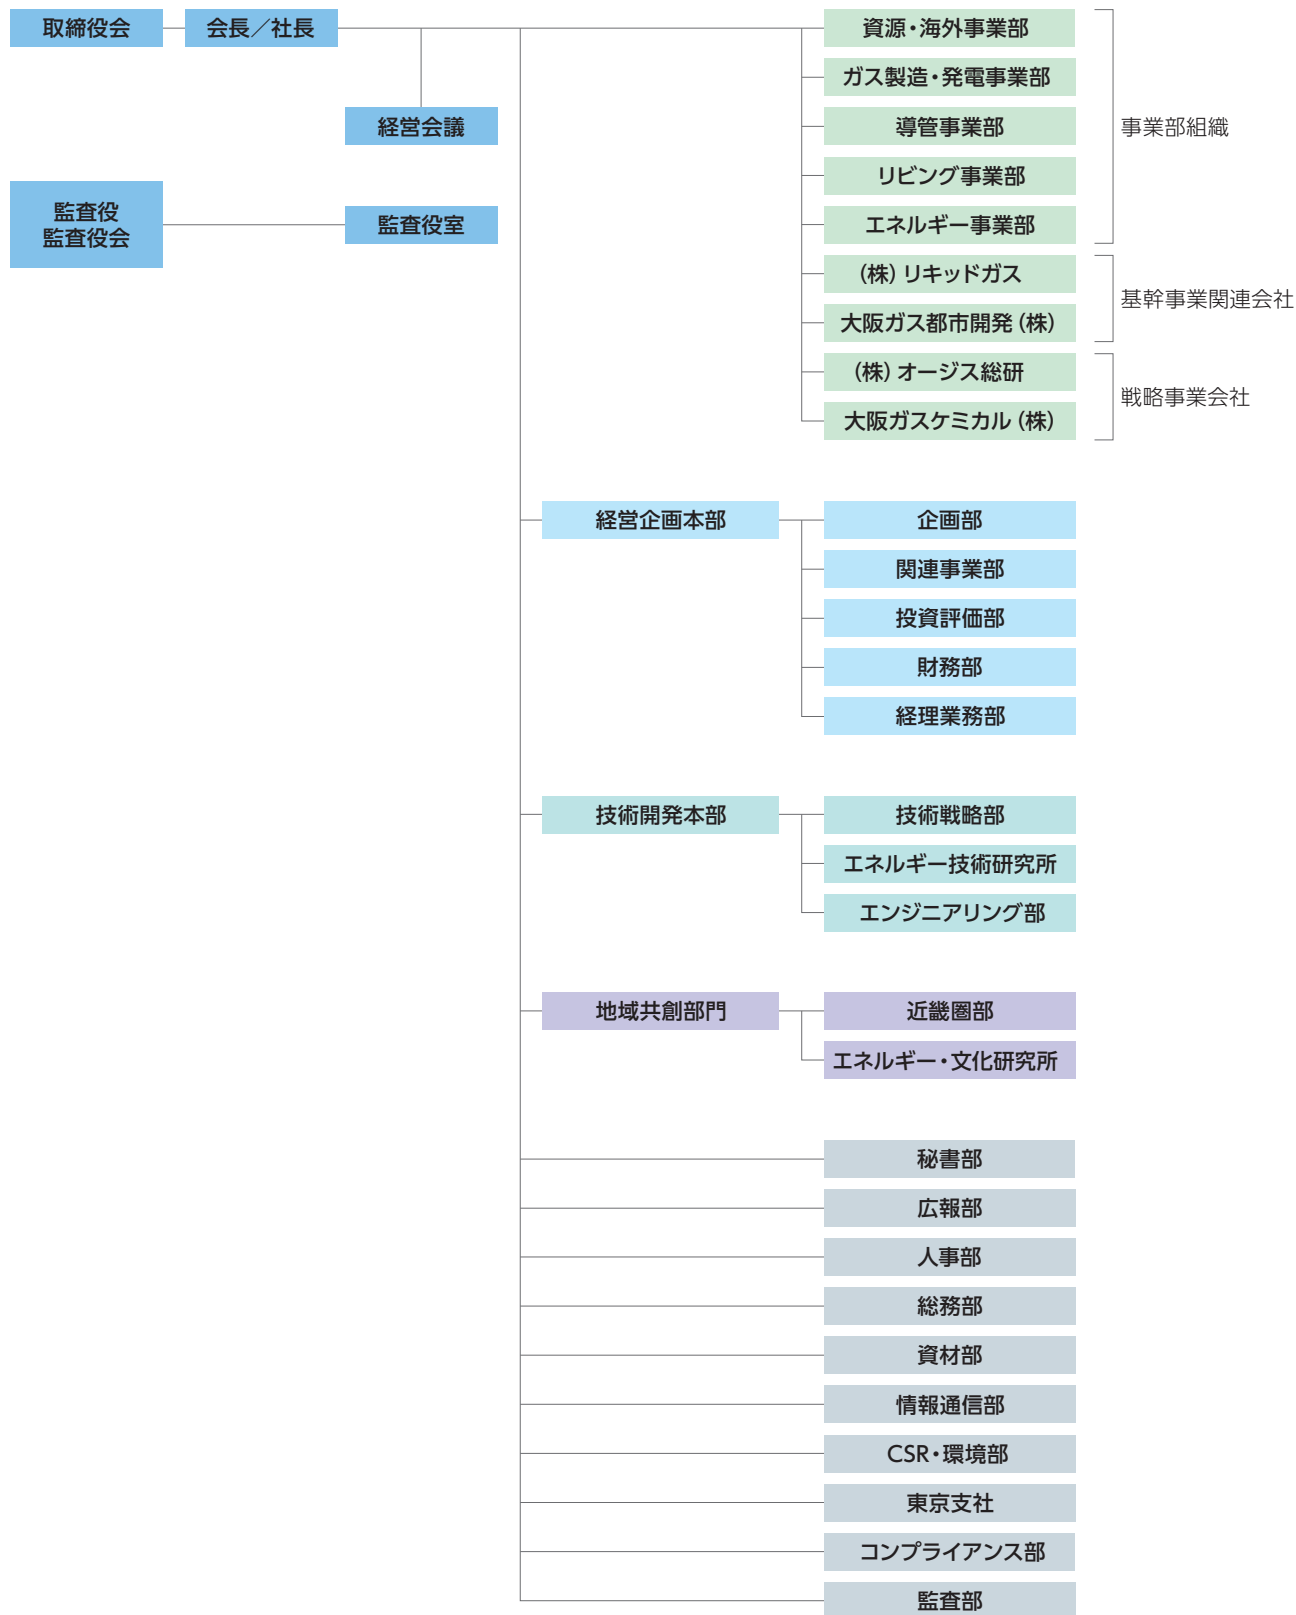 取締役会
会長／社長
経営会議
監査役
監査役会
監査役室
資源・海外事業部
ガス製造・発電事業部
導管事業部
リビング事業部
エネルギー事業部
事業部組織
（株）リキッドガス
大阪ガス都市開発（株）
基幹事業関連会社
（株）オージス総研
大阪ガスケミカル（株）
戦略事業会社
経営企画本部
企画部
関連事業部
投資評価部
財務部
経理業務部
技術開発本部
技術戦略部
エネルギー技術研究所
エンジニアリング部
地域共創部門
近畿圏部
エネルギー・文化研究所
秘書部
広報部
人事部
総務部
資材部
情報通信部
CSR・環境部
東京支社
コンプライアンス部
監査部